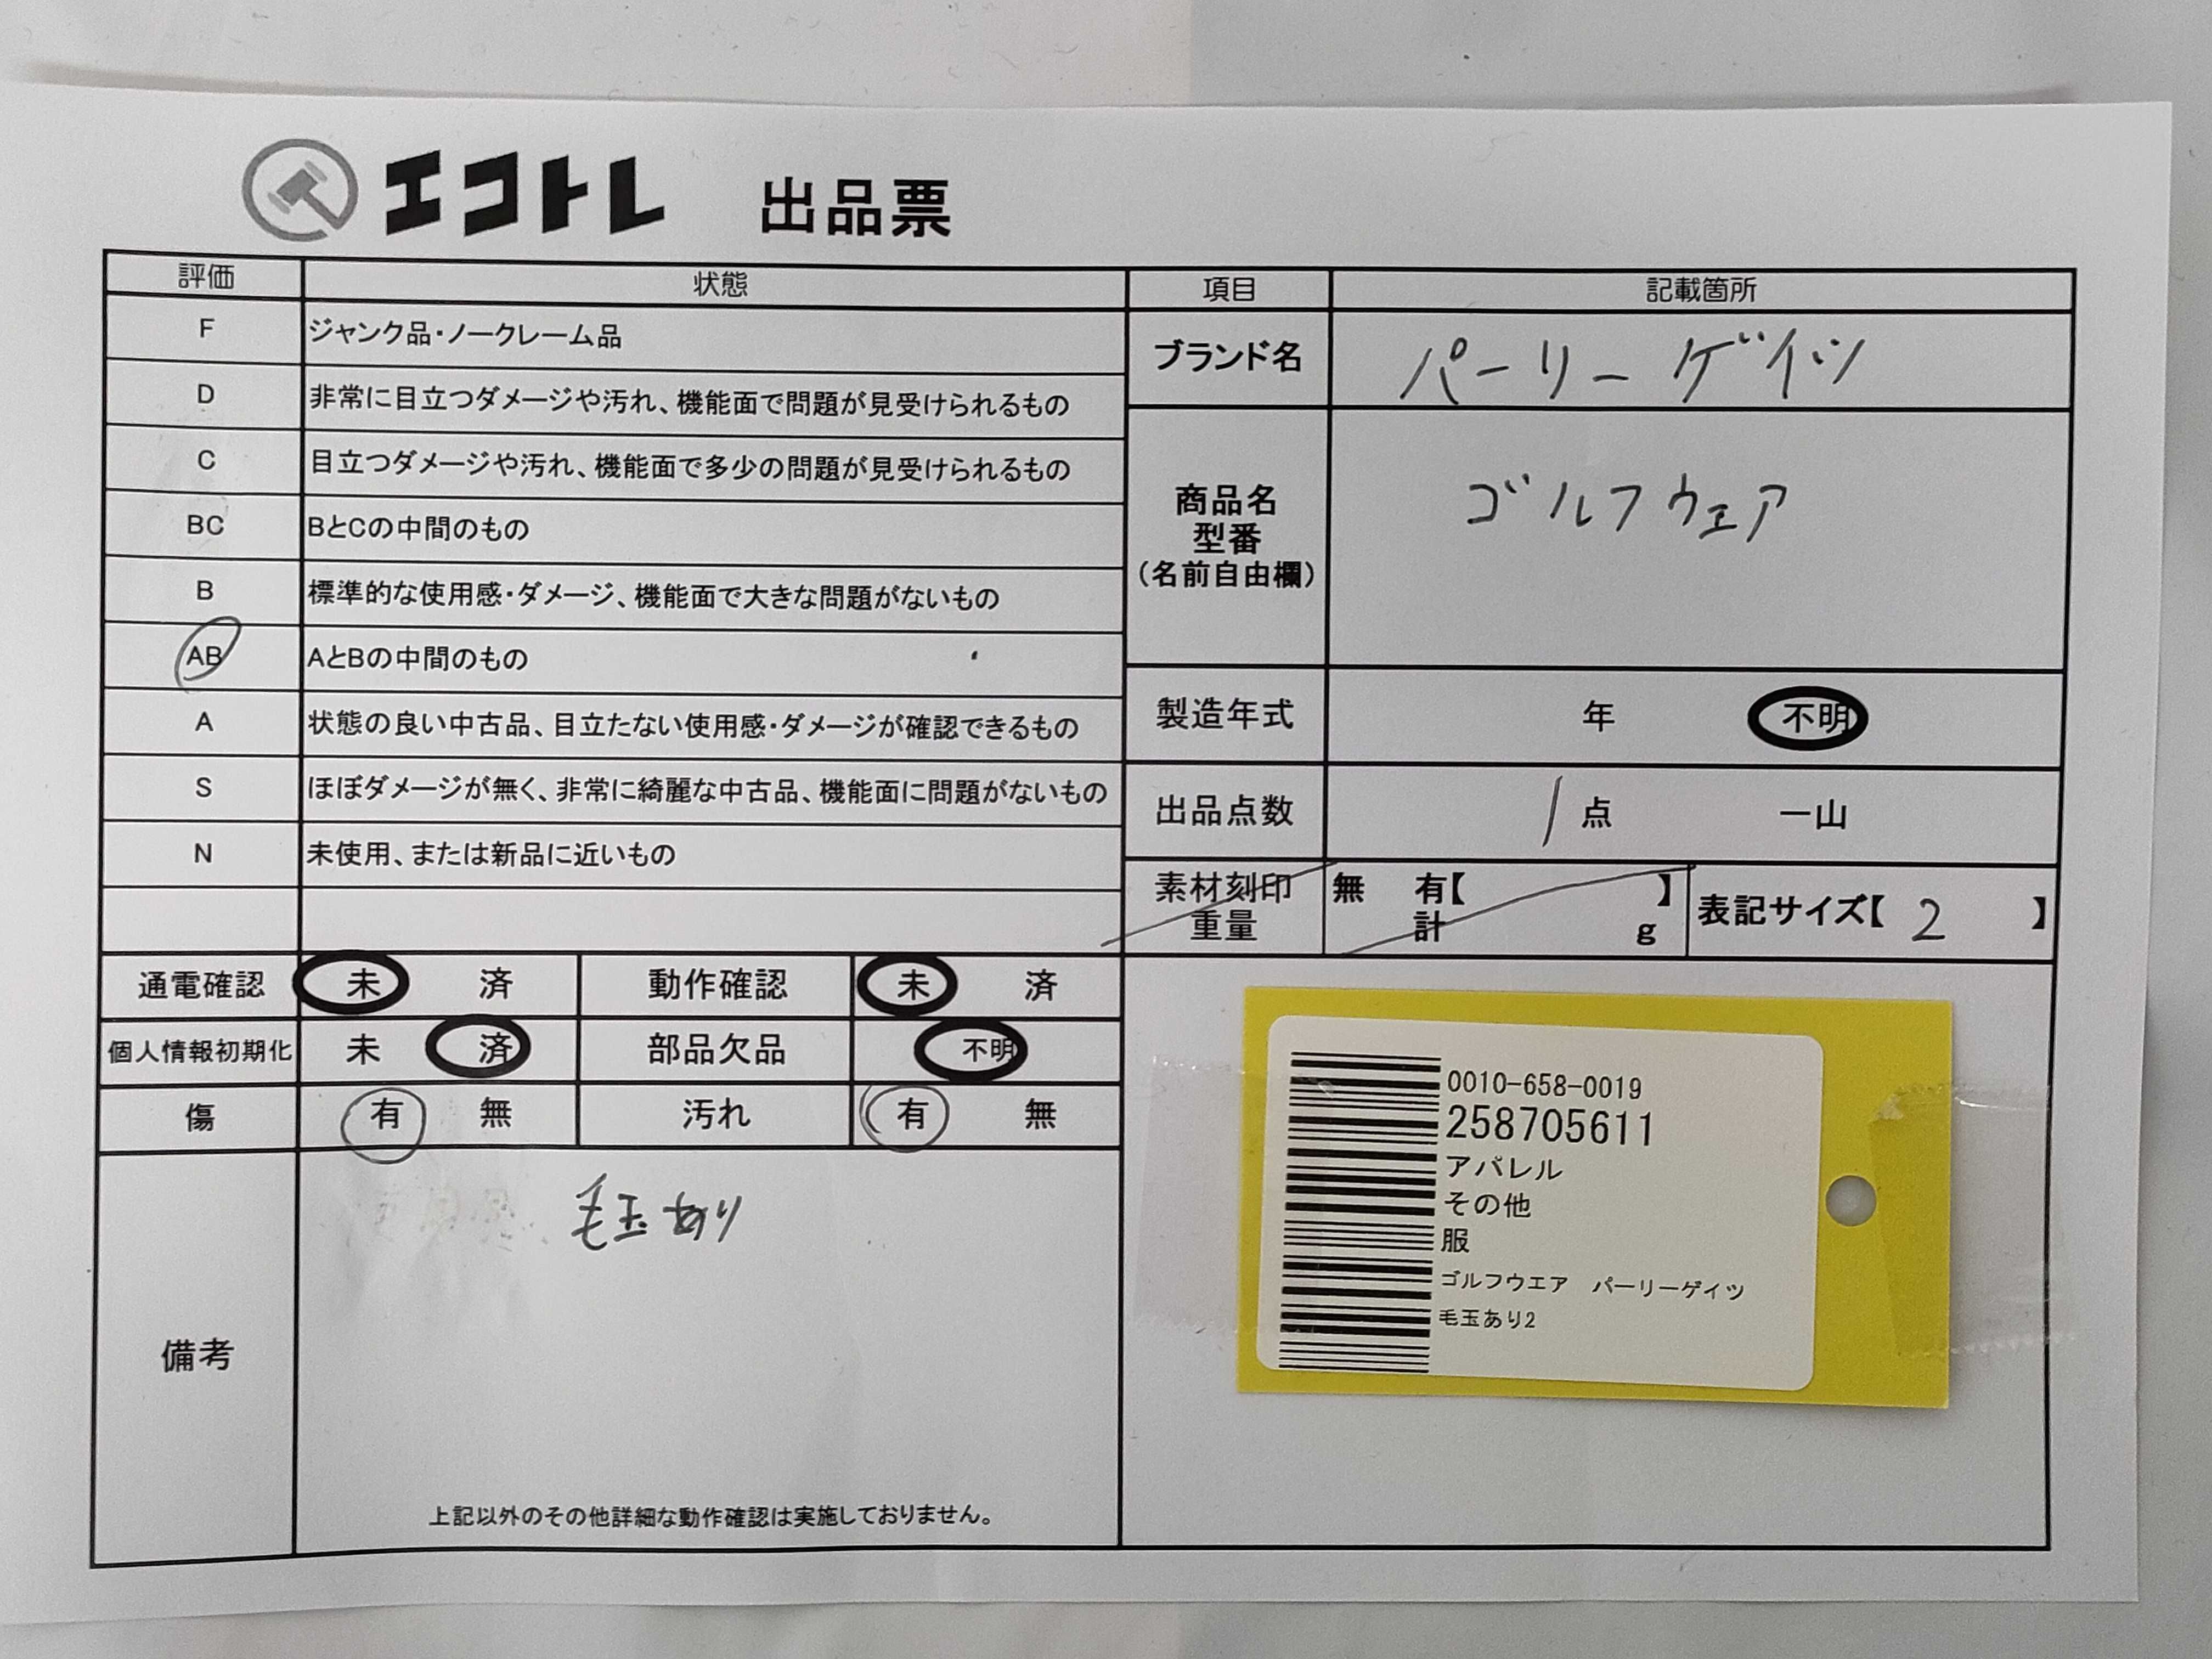 エコトレ 出品票
評価 状態 項目 記載箇所
F ジャンク品・ノークレーム品
D 非常に目立つダメージや汚れ、機能面で問題が見受けられるもの
C 目立つダメージや汚れ、機能面で多少の問題が見受けられるもの
BC BとCの中間のもの
B 標準的な使用感・ダメージ、機能面で大きな問題がないもの
AB AとBの中間のもの
A 状態の良い中古品、目立たない使用感・ダメージが確認できるもの
S ほぼダメージが無く、非常に綺麗な中古品、機能面に問題がないもの
N 未使用、または新品に近いもの
ブランド名 パーリーゲイツ
商品名
型番
(名前自由欄)
ゴルフウェア
製造年式 年 不明
出品点数 1点 一山
素材刻印
重量
無 有【 】
計 g
表記サイズ【 2 】
通電確認 未 済 動作確認 未 済
個人情報初期化 未 済 部品欠品 不明
傷 有 無 汚れ 有 無
備考
毛玉あり
上記以外のその他詳細な動作確認は実施しておりません。
0010-658-0019
258705611
アパレル
その他
服
ゴルフウエア パーリーゲイツ
毛玉あり2